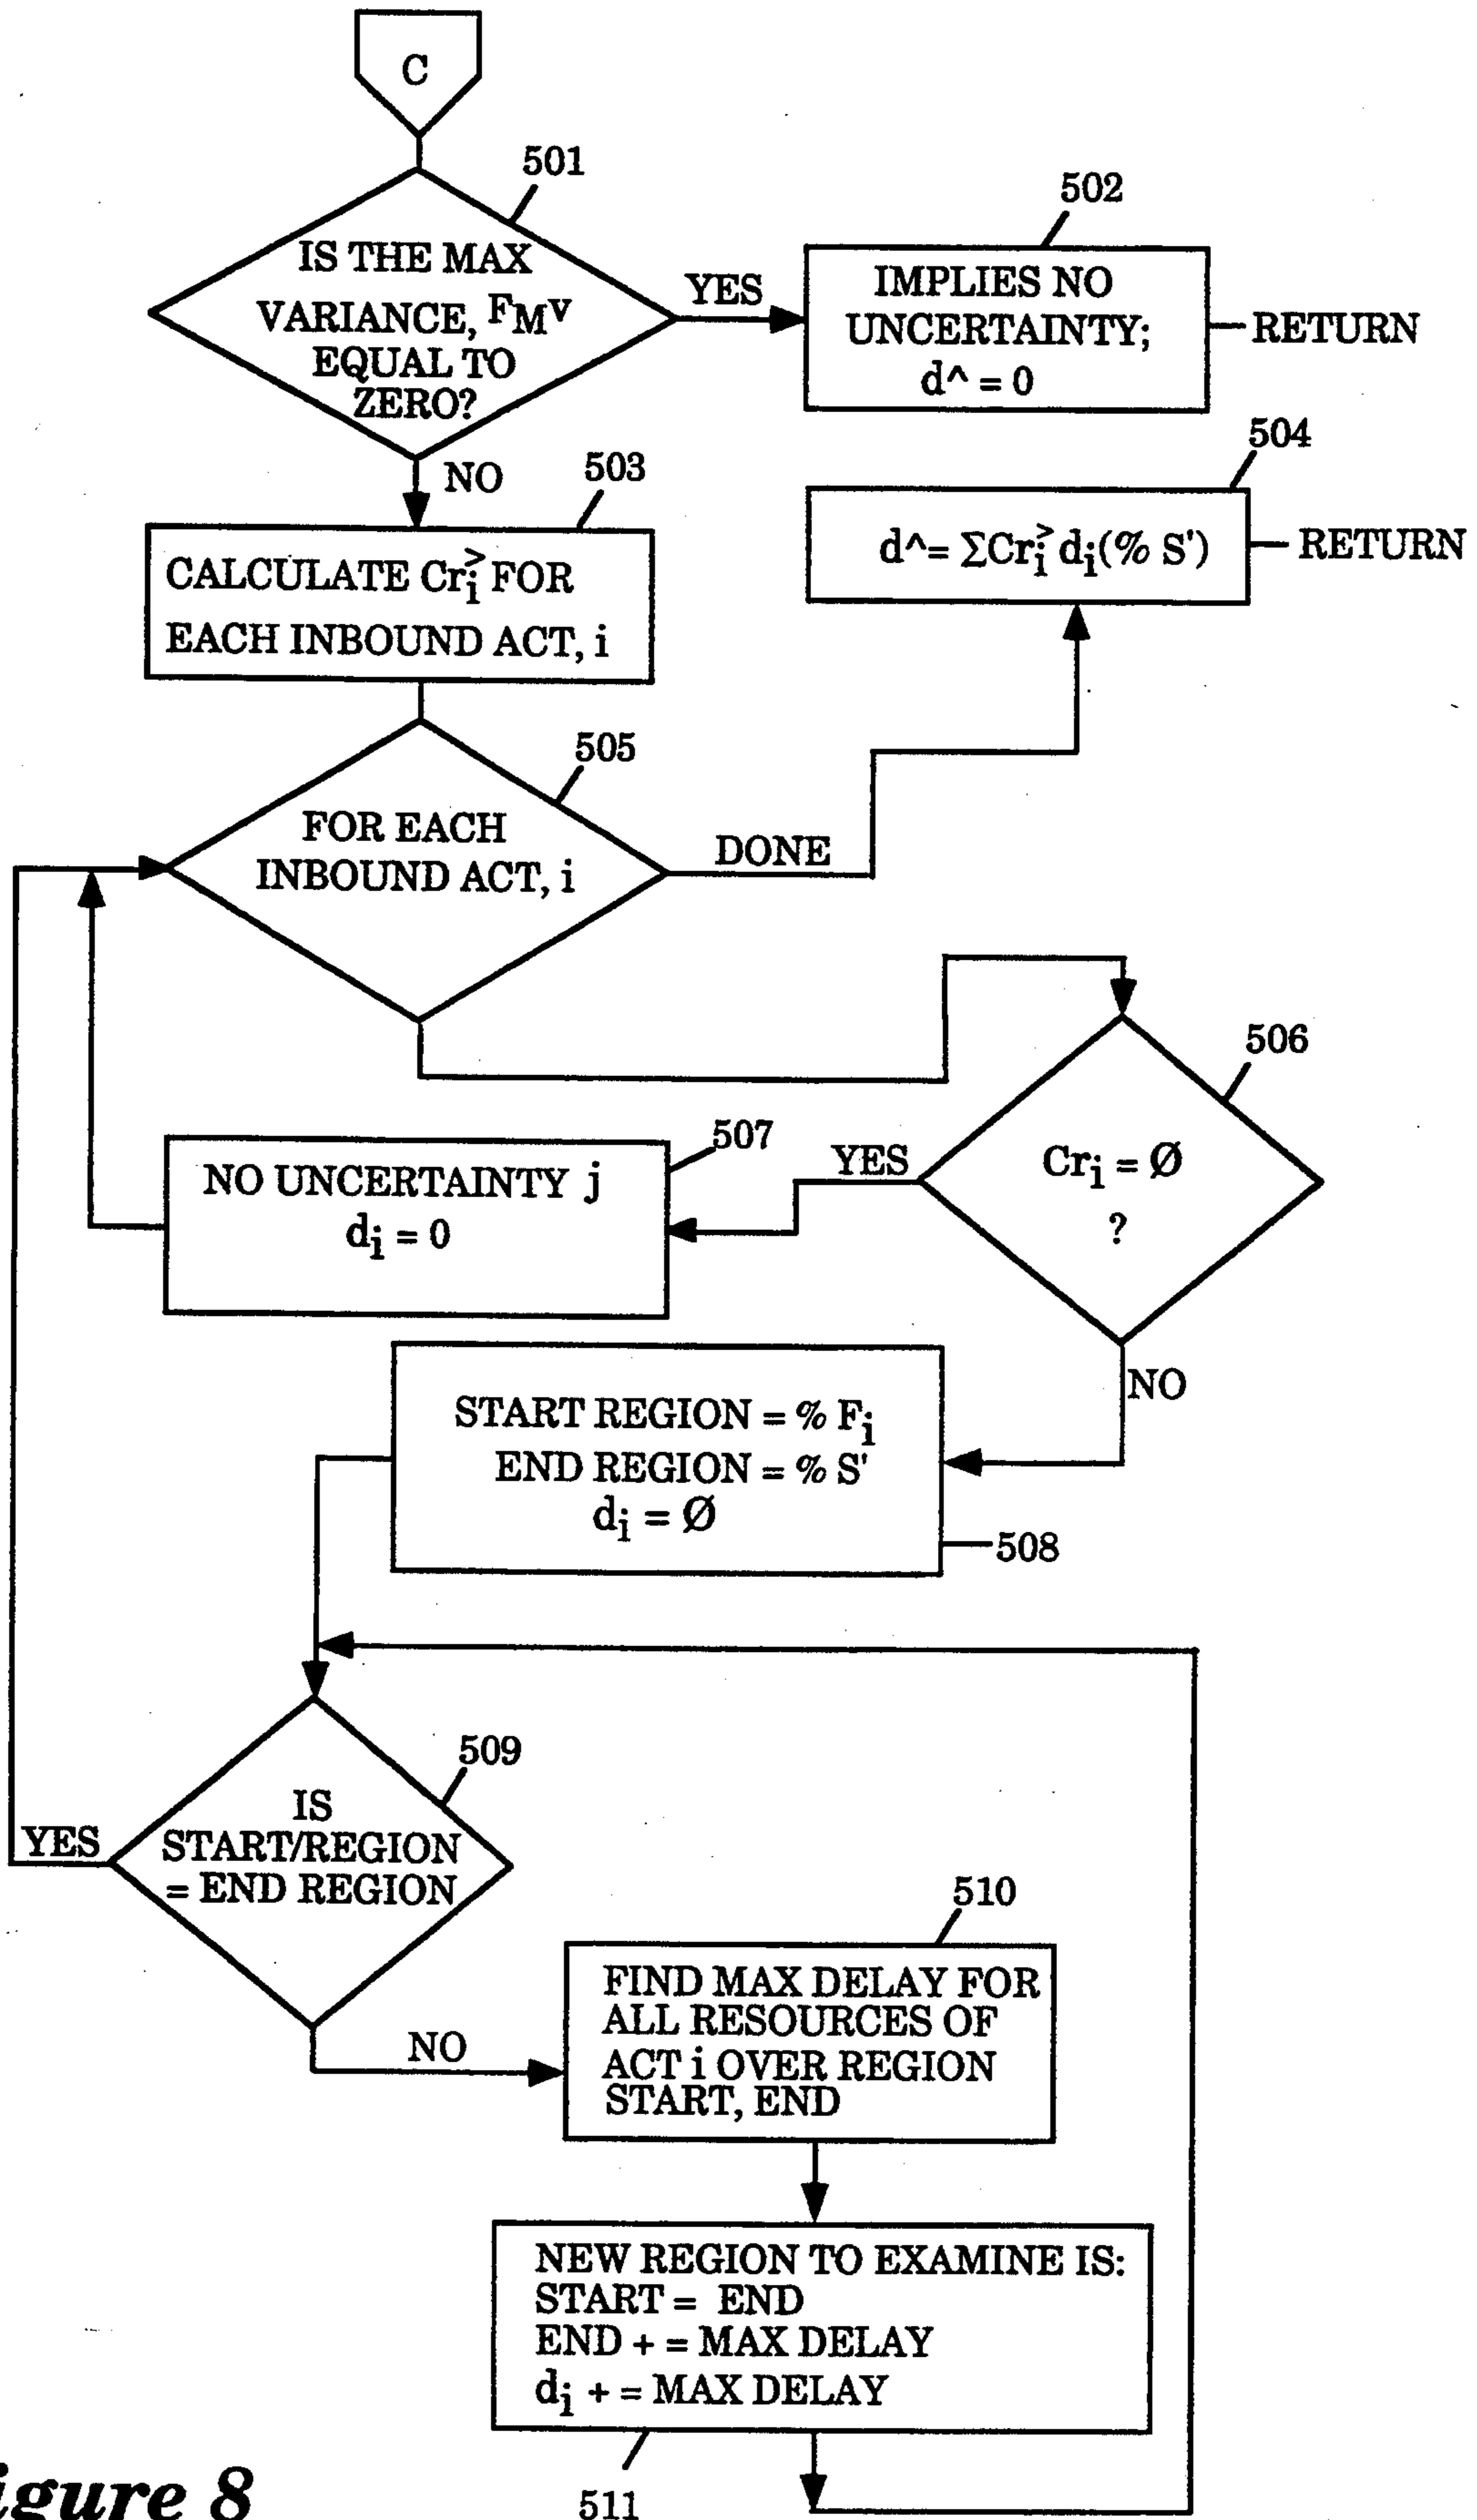 C
501
IS THE MAX
VARIANCE, FMV
EQUAL TO
ZERO?
YES
502
IMPLIES NO
UNCERTAINTY;
d^ = 0
RETURN
NO
503
CALCULATE Cri> FOR
EACH INBOUND ACT, i
504
d^= ΣCri> di(% S')
RETURN
505
FOR EACH
INBOUND ACT, i
DONE
506
Cri = Ø
?
YES
507
NO UNCERTAINTY j
di = 0
NO
START REGION = % Fi
END REGION = % S'
di = Ø
508
509
IS
START/REGION
= END REGION
YES
NO
510
FIND MAX DELAY FOR
ALL RESOURCES OF
ACT i OVER REGION
START, END
NEW REGION TO EXAMINE IS:
START = END
END + = MAX DELAY
di + = MAX DELAY
511
igure 8